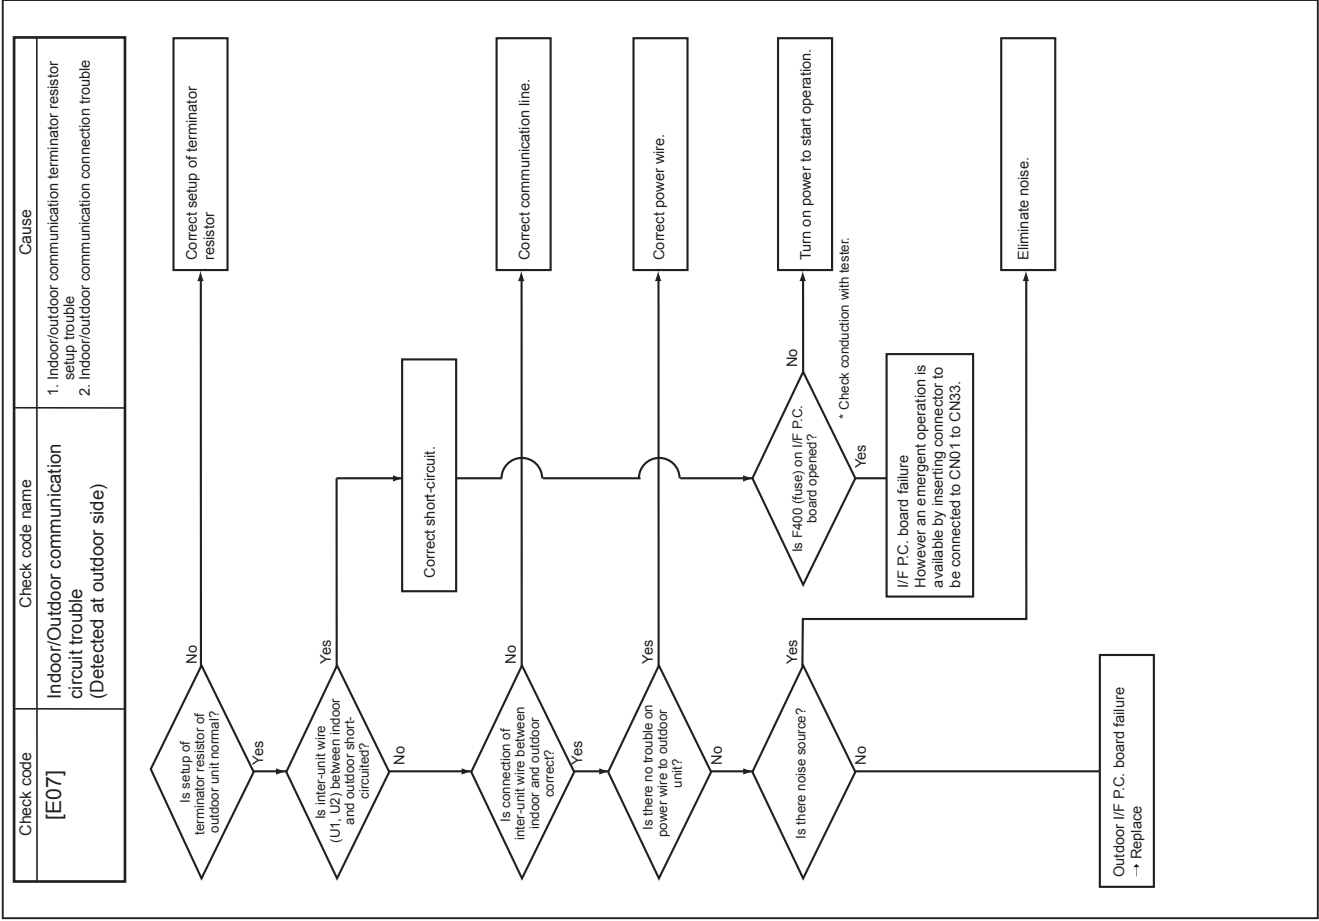 Check code
Check code name
Cause
[E07]
Indoor/Outdoor communication
circuit trouble
(Detected at outdoor side)
1. Indoor/outdoor communication terminator resistor
setup trouble
2. Indoor/outdoor communication connection trouble
Is setup of
terminator resistor of
outdoor unit normal?
No
Correct setup of terminator
resistor
Yes
Is inter-unit wire
(U1, U2) between indoor
and outdoor short-
circuited?
Yes
Correct short-circuit.
No
Is connection of
inter-unit wire between
indoor and outdoor
correct?
No
Correct communication line.
Yes
Is there no trouble on
power wire to outdoor
unit?
Yes
Correct power wire.
No
Is F400 (fuse) on I/F P.C.
board opened?
No
Turn on power to start operation.
* Check conduction with tester.
Yes
I/F P.C. board failure
However an emergent operation is
available by inserting connector to
be connected to CN01 to CN33.
Is there noise source?
Yes
Eliminate noise.
No
Outdoor I/F P.C. board failure
→ Replace